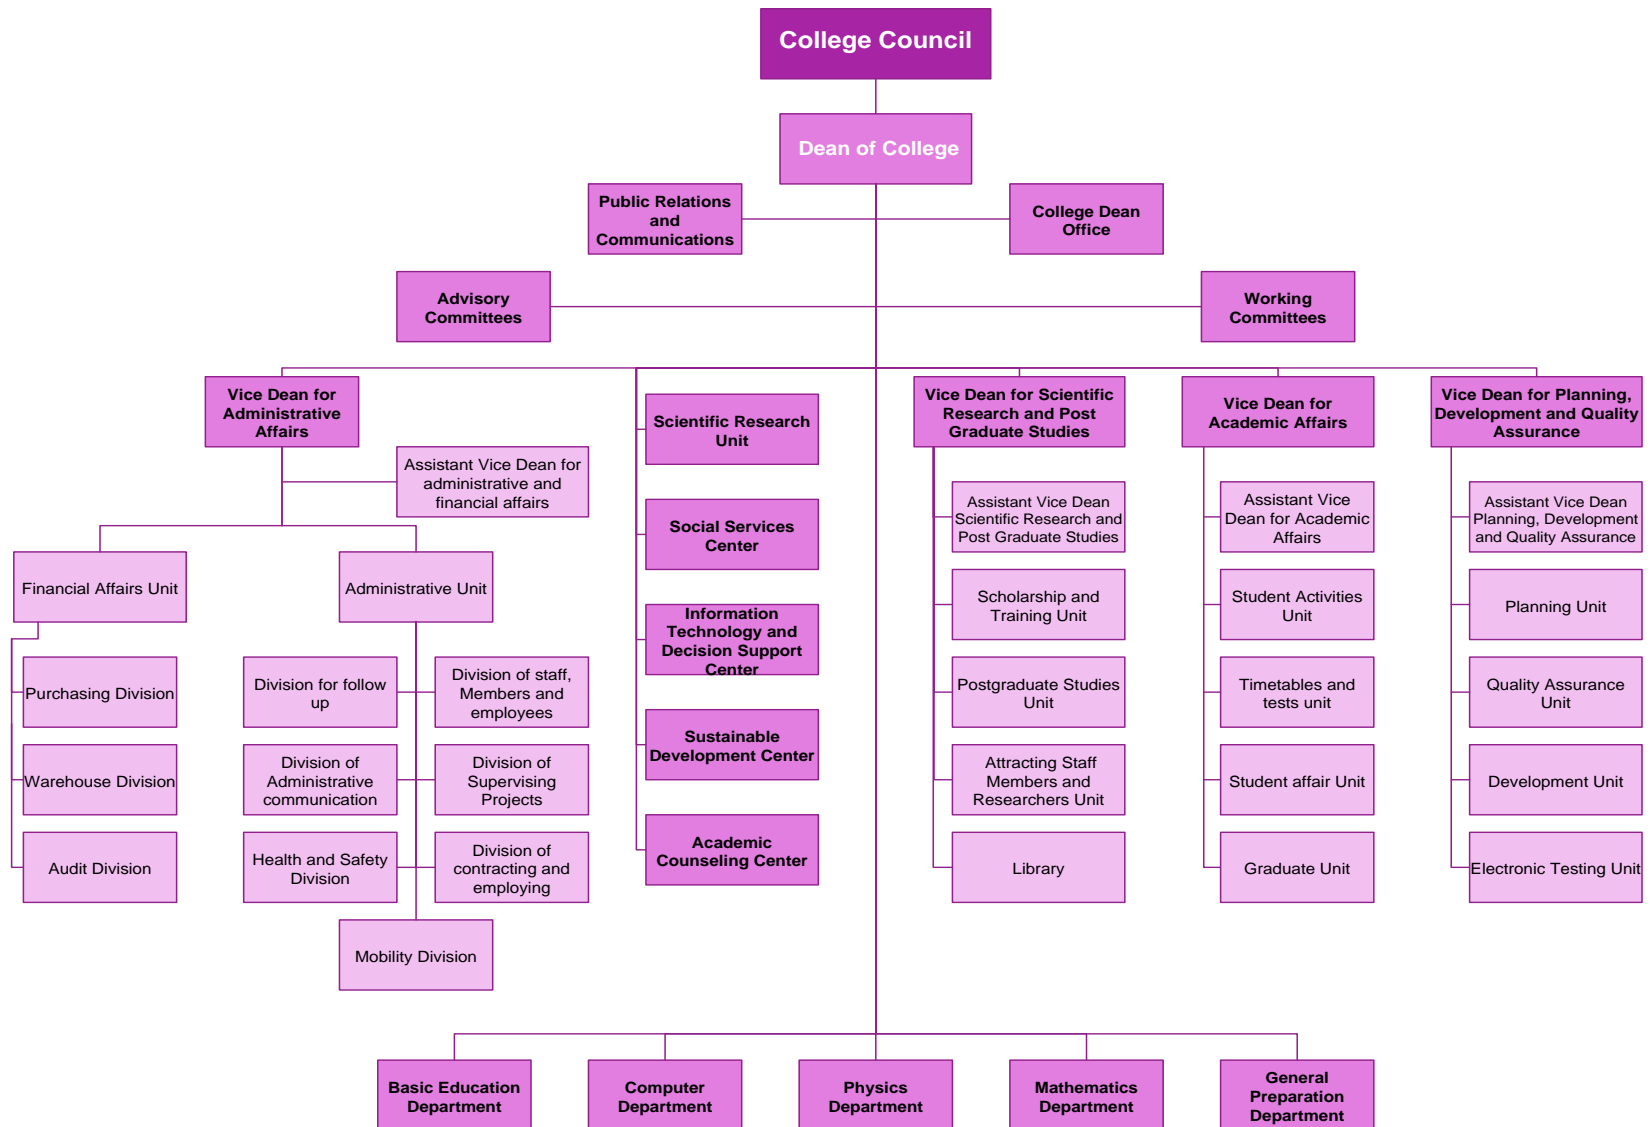 College Council
Dean of College
Public Relations
and
Communications
College Dean
Office
Advisory
Committees
Working
Committees
Vice Dean for
Administrative
Affairs
Assistant Vice Dean for
administrative and
financial affairs
Financial Affairs Unit
Purchasing Division
Warehouse Division
Audit Division
Administrative Unit
Division for follow
up
Division of staff,
Members and
employees
Division of
Administrative
communication
Division of
Supervising
Projects
Health and Safety
Division
Division of
contracting and
employing
Mobility Division
Scientific Research
Unit
Social Services
Center
Information
Technology and
Decision Support
Center
Sustainable
Development Center
Academic
Counseling Center
Vice Dean for Scientific
Research and Post
Graduate Studies
Assistant Vice Dean
Scientific Research and
Post Graduate Studies
Scholarship and
Training Unit
Postgraduate Studies
Unit
Attracting Staff
Members and
Researchers Unit
Library
Vice Dean for
Academic Affairs
Assistant Vice
Dean for Academic
Affairs
Student Activities
Unit
Timetables and
tests unit
Student affair Unit
Graduate Unit
Vice Dean for Planning,
Development and Quality
Assurance
Assistant Vice Dean
Planning, Development
and Quality Assurance
Planning Unit
Quality Assurance
Unit
Development Unit
Electronic Testing Unit
Basic Education
Department
Computer
Department
Physics
Department
Mathematics
Department
General
Preparation
Department